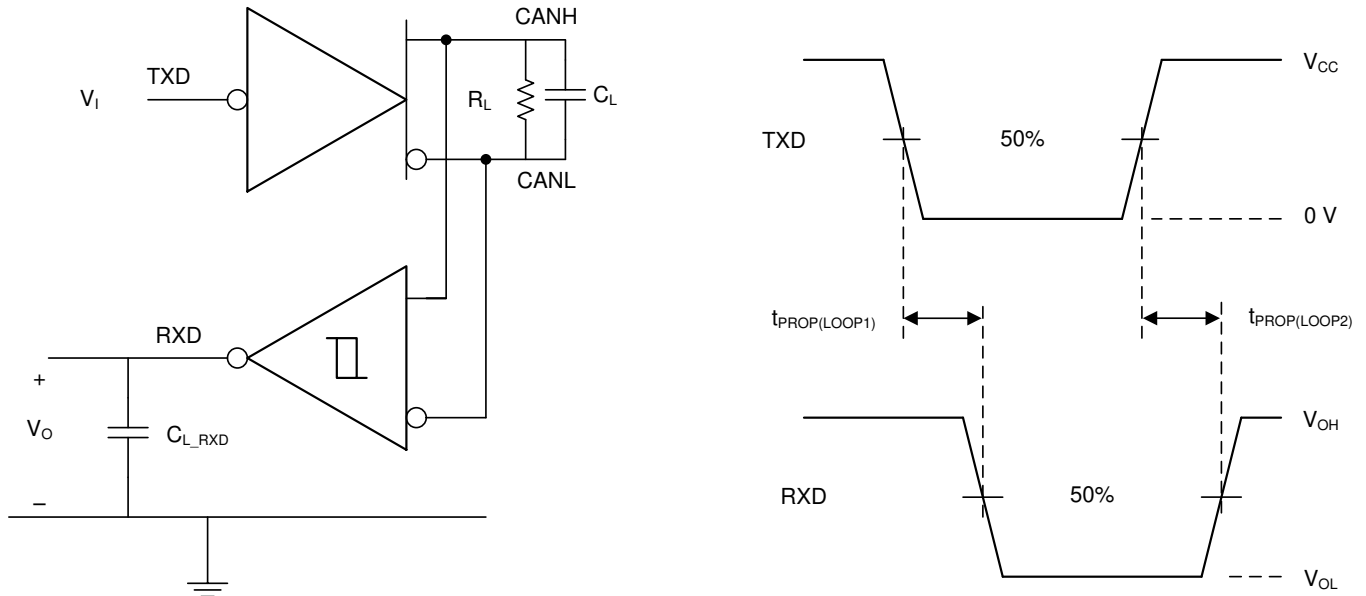 CANH
TXD
V_I
R_L
C_L
CANL
RXD
+
V_O
C_L_RXD
–
V_CC
TXD
50%
0 V
t_PROP(LOOP1)
t_PROP(LOOP2)
V_OH
RXD
50%
V_OL